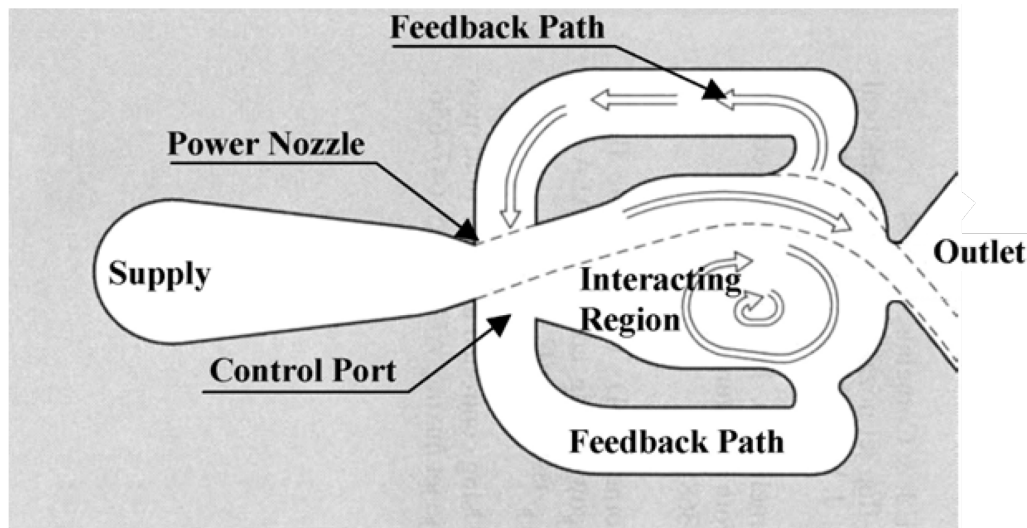 Feedback Path
Power Nozzle
Supply
Interacting
Region
Outlet
Control Port
Feedback Path